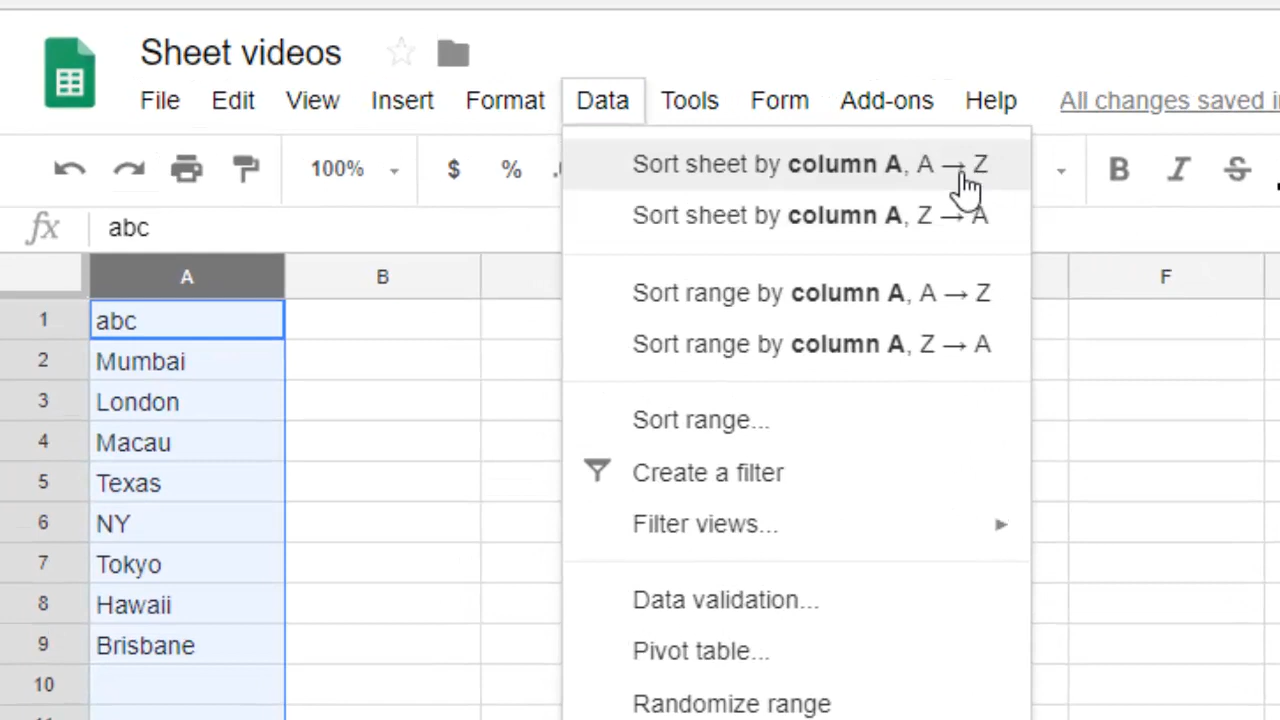 Sheet videos
File Edit View Insert Format Data Tools Form Add-ons Help All changes saved
100% $ % B I S
fx abc
A B F
1 abc
2 Mumbai
3 London
4 Macau
5 Texas
6 NY
7 Tokyo
8 Hawaii
9 Brisbane
10
Sort sheet by column A, A → Z
Sort sheet by column A, Z → A
Sort range by column A, A → Z
Sort range by column A, Z → A
Sort range...
Create a filter
Filter views...
Data validation...
Pivot table...
Randomize range